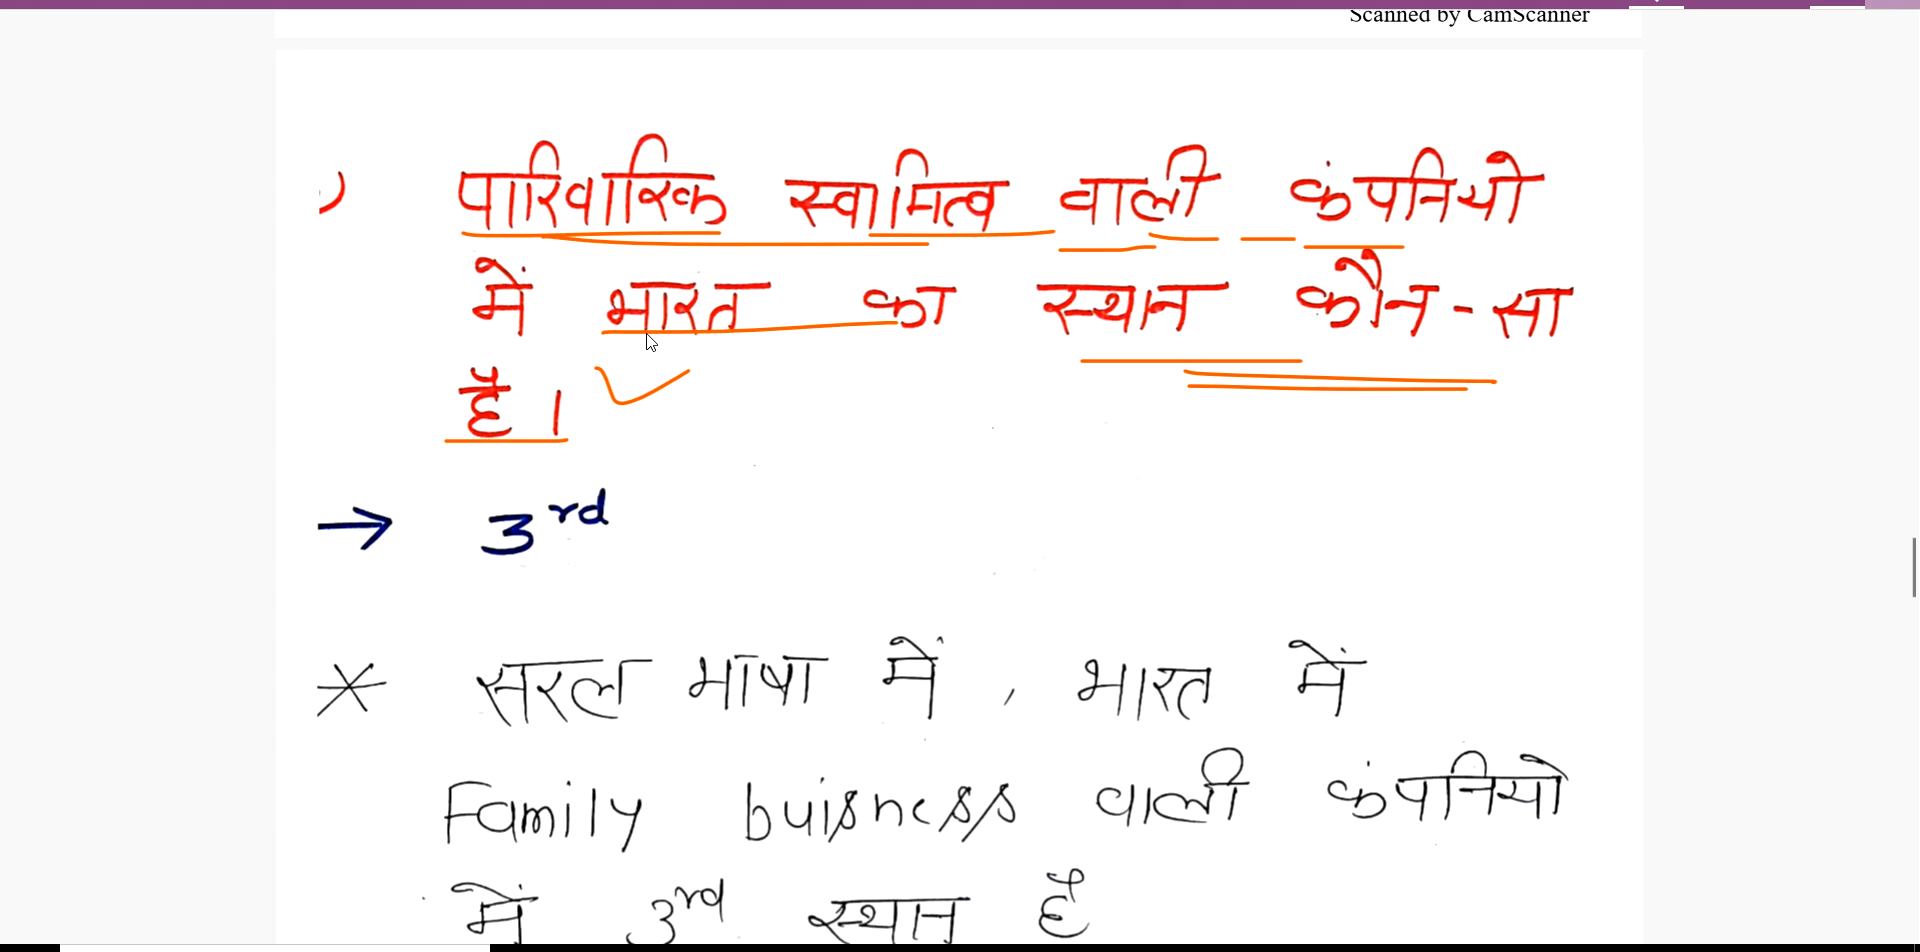 Scanned by CamScanner
) पारिवारिक स्वामित्व वाली कंपनियो
में भारत का स्थान कौन-सा
है।
→ 3rd
* सरल भाषा में, भारत में
Family buisness वाली कंपनियो
में 3rd स्थान है